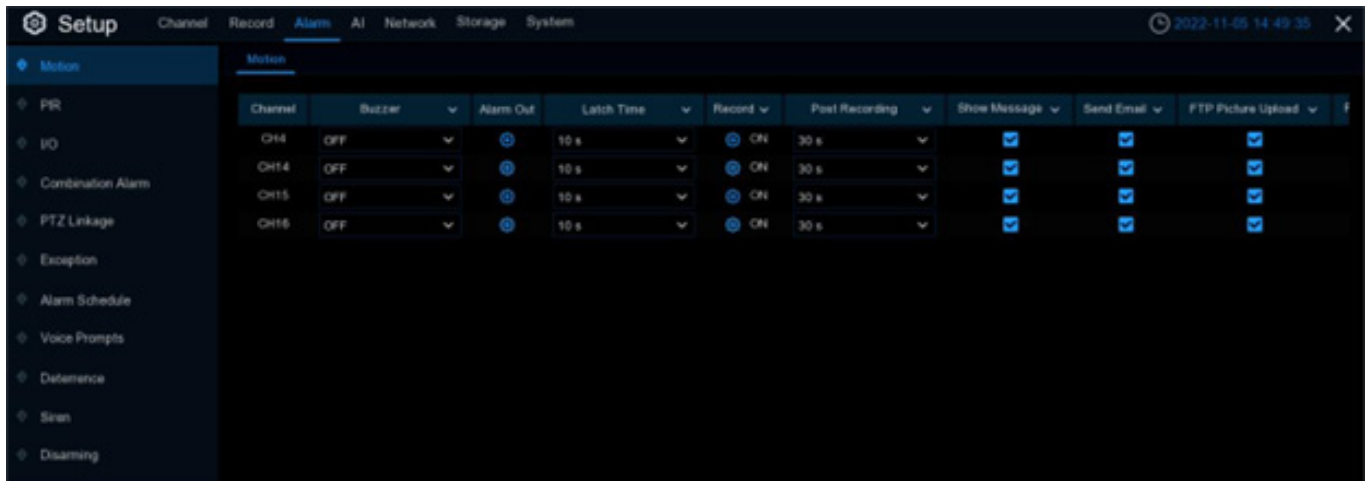 Setup Channel Record Alarm AI Network Storage System 2022-11-05 14:49:35
Motion
Motion
PIR
I/O
Combination Alarm
PTZ Linkage
Exception
Alarm Schedule
Voice Prompts
Deterrence
Siren
Disarming
Channel Buzzer Alarm Out Latch Time Record Post Recording Show Message Send Email FTP Picture Upload
CH4 OFF 10 s ON 30 s
CH14 OFF 10 s ON 30 s
CH15 OFF 10 s ON 30 s
CH16 OFF 10 s ON 30 s